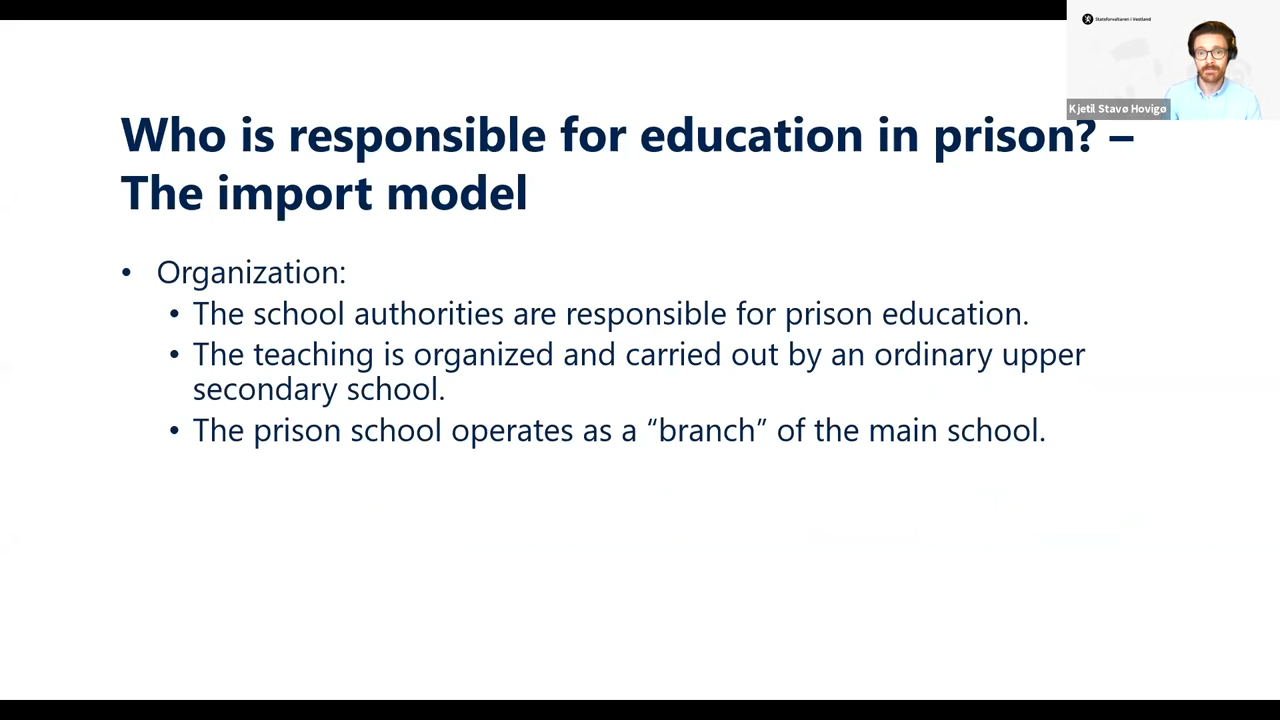 Statsforvaltaren i Vestland
Kjetil Stavø Hovigø
Who is responsible for education in prison? –
The import model
• Organization:
• The school authorities are responsible for prison education.
• The teaching is organized and carried out by an ordinary upper
secondary school.
• The prison school operates as a “branch” of the main school.